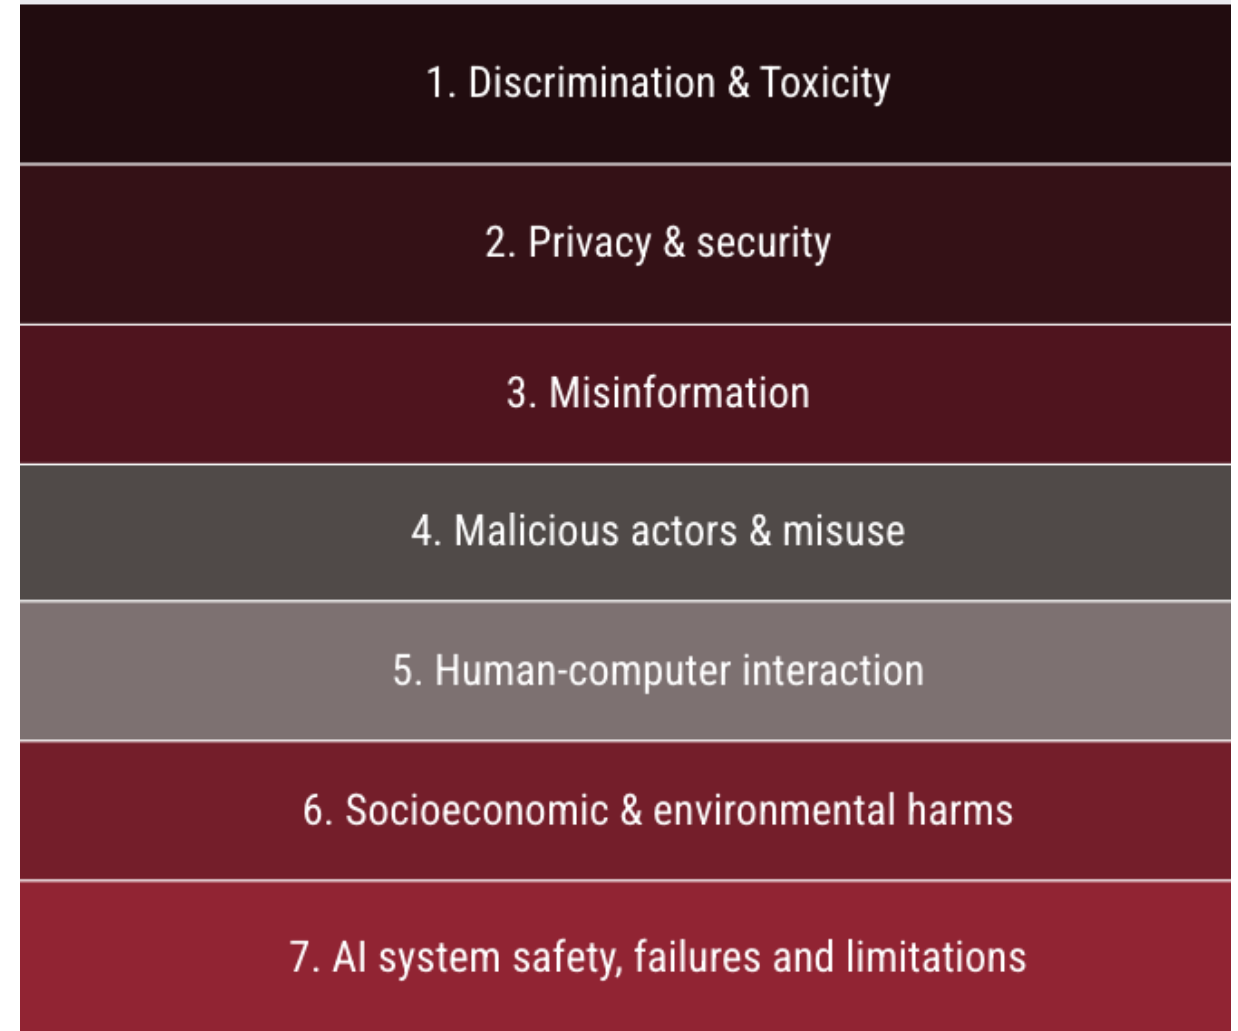 1. Discrimination & Toxicity
2. Privacy & security
3. Misinformation
4. Malicious actors & misuse
5. Human-computer interaction
6. Socioeconomic & environmental harms
7. AI system safety, failures and limitations